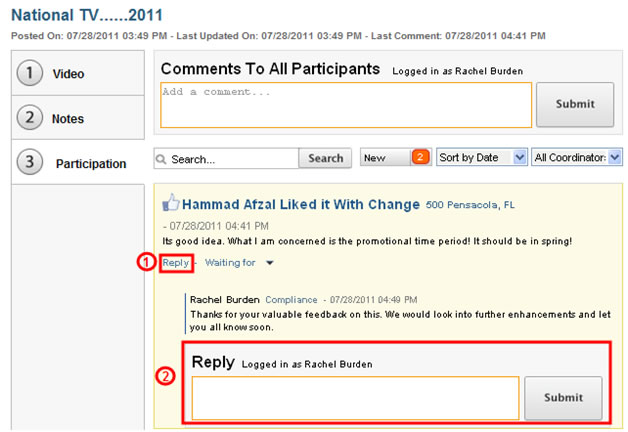 National TV......2011
Posted On: 07/28/2011 03:49 PM - Last Updated On: 07/28/2011 03:49 PM - Last Comment: 07/28/2011 04:41 PM
1 Video
2 Notes
3 Participation
Comments To All Participants Logged in as Rachel Burden
Add a comment...
Submit
Search... Search New 2 Sort by Date All Coordinator:
Hammad Afzal Liked it With Change 500 Pensacola, FL
- 07/28/2011 04:41 PM
Its good idea. What I am concerned is the promotional time period! It should be in spring!
1 Reply - Waiting for
Rachel Burden Compliance - 07/28/2011 04:49 PM
Thanks for your valuable feedback on this. We would look into further enhancements and let
you all know soon.
2 Reply Logged in as Rachel Burden
Submit